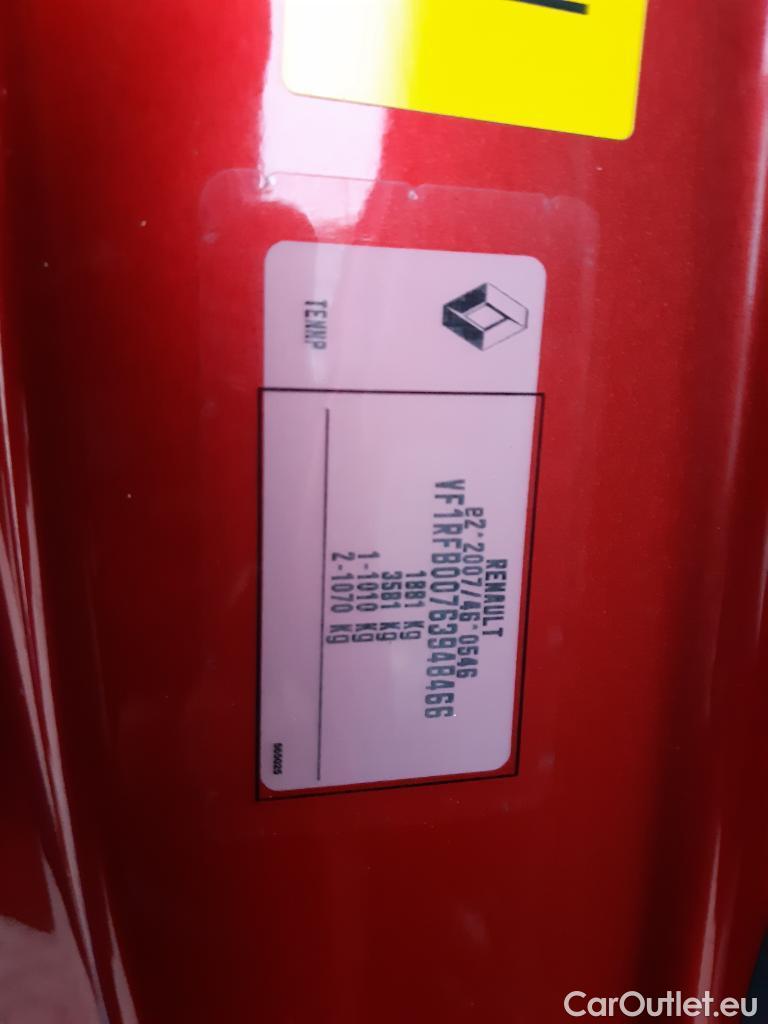 RENAULT
e2*2007/46*0546
VF1RFB00763948466
1881 Kg
3581 Kg
1-1010 Kg
2-1070 Kg
TENNP
565025
CarOutlet.eu